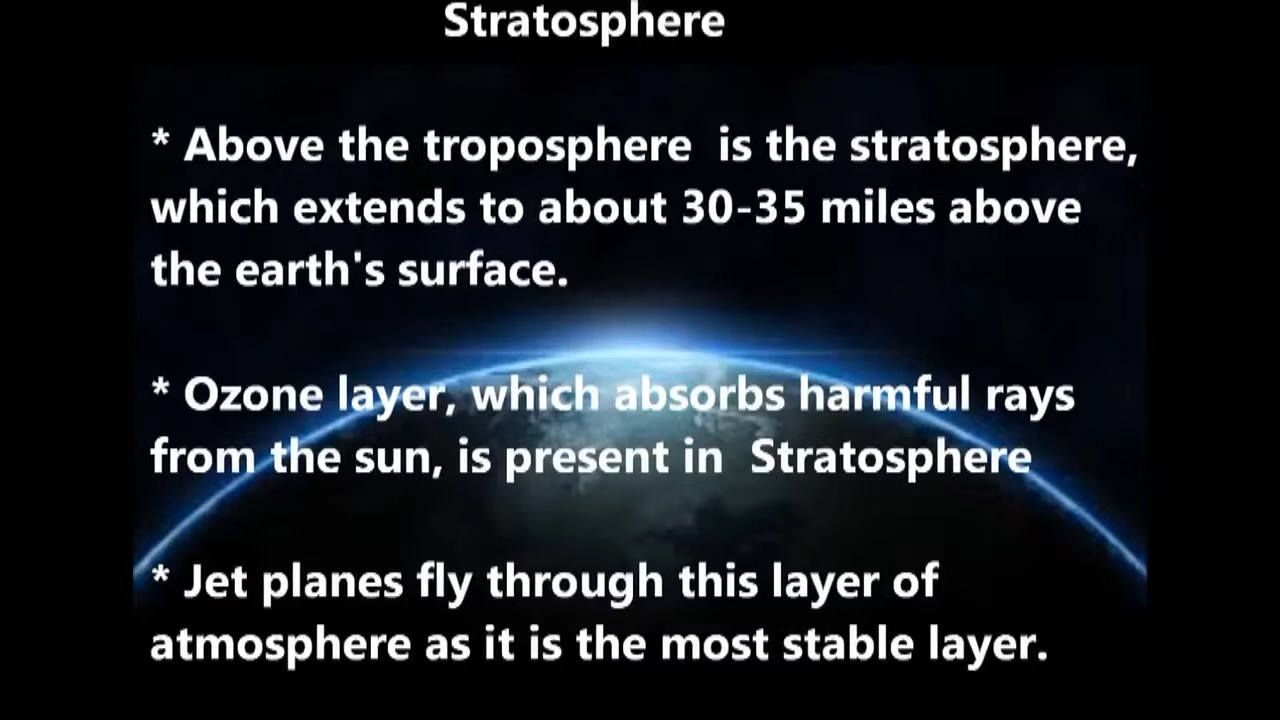 Stratosphere
* Above the troposphere  is the stratosphere,
which extends to about 30-35 miles above
the earth's surface.
* Ozone layer, which absorbs harmful rays
from the sun, is present in  Stratosphere
* Jet planes fly through this layer of
atmosphere as it is the most stable layer.